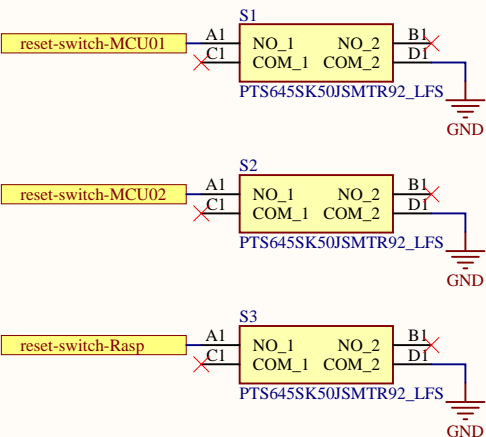 S1
reset-switch-MCU01 A1 NO_1 NO_2 B1
C1 COM_1 COM_2 D1
PTS645SK50JSMTR92_LFS
GND
S2
reset-switch-MCU02 A1 NO_1 NO_2 B1
C1 COM_1 COM_2 D1
PTS645SK50JSMTR92_LFS
GND
S3
reset-switch-Rasp A1 NO_1 NO_2 B1
C1 COM_1 COM_2 D1
PTS645SK50JSMTR92_LFS
GND